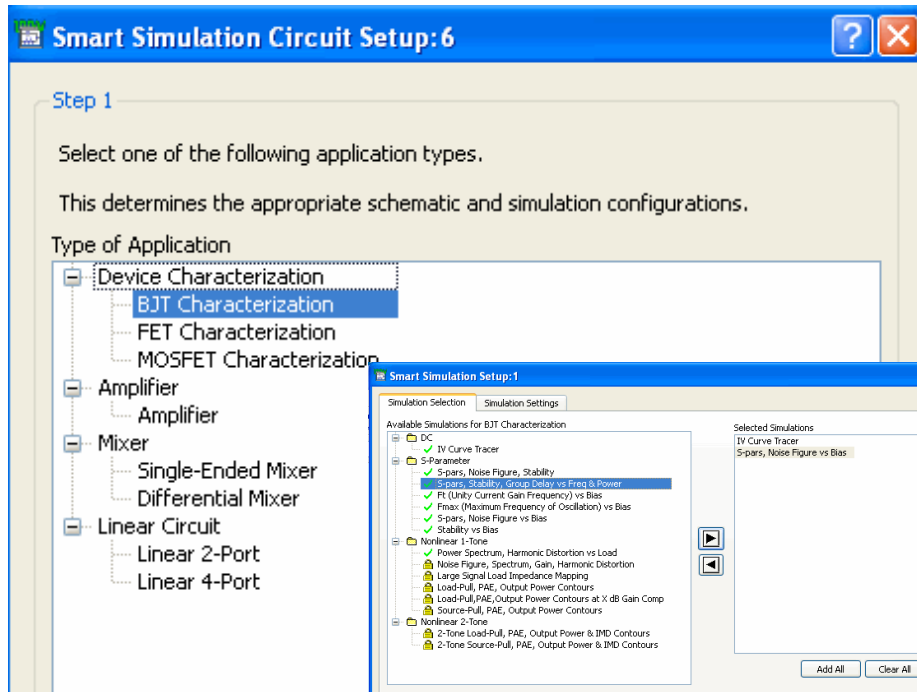 Smart Simulation Circuit Setup:6
Step 1
Select one of the following application types.
This determines the appropriate schematic and simulation configurations.
Type of Application
Device Characterization
BJT Characterization
FET Characterization
MOSFET Characterization
Amplifier
Amplifier
Mixer
Single-Ended Mixer
Differential Mixer
Linear Circuit
Linear 2-Port
Linear 4-Port
Smart Simulation Setup:1
Simulation Selection Simulation Settings
Available Simulations for BJT Characterization
DC
IV Curve Tracer
S-Parameter
S-pars, Noise Figure, Stability
S-pars, Stability, Group Delay vs Freq & Power
Ft (Unity Current Gain Frequency) vs Bias
Fmax (Maximum Frequency of Oscillation) vs Bias
S-pars, Noise Figure vs Bias
Stability vs Bias
Nonlinear 1-Tone
Power Spectrum, Harmonic Distortion vs Load
Noise Figure, Spectrum, Gain, Harmonic Distortion
Large Signal Load Impedance Mapping
Load-Pull, PAE, Output Power Contours
Load-Pull,PAE,Output Power Contours at X dB Gain Comp
Source-Pull, PAE, Output Power Contours
Nonlinear 2-Tone
2-Tone Load-Pull, PAE, Output Power & IMD Contours
2-Tone Source-Pull, PAE, Output Power & IMD Contours
Selected Simulations
IV Curve Tracer
S-pars, Noise Figure vs Bias
Add All Clear All